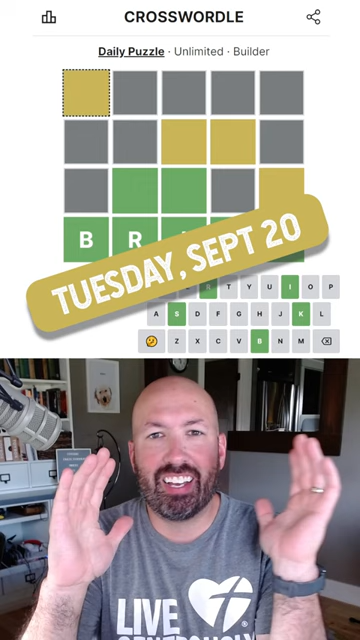 CROSSWORDLE
Daily Puzzle · Unlimited · Builder
B R
TUESDAY, SEPT 20
R T Y U I O P
A S D F G H J K L
Z X C V B N M
LIVE